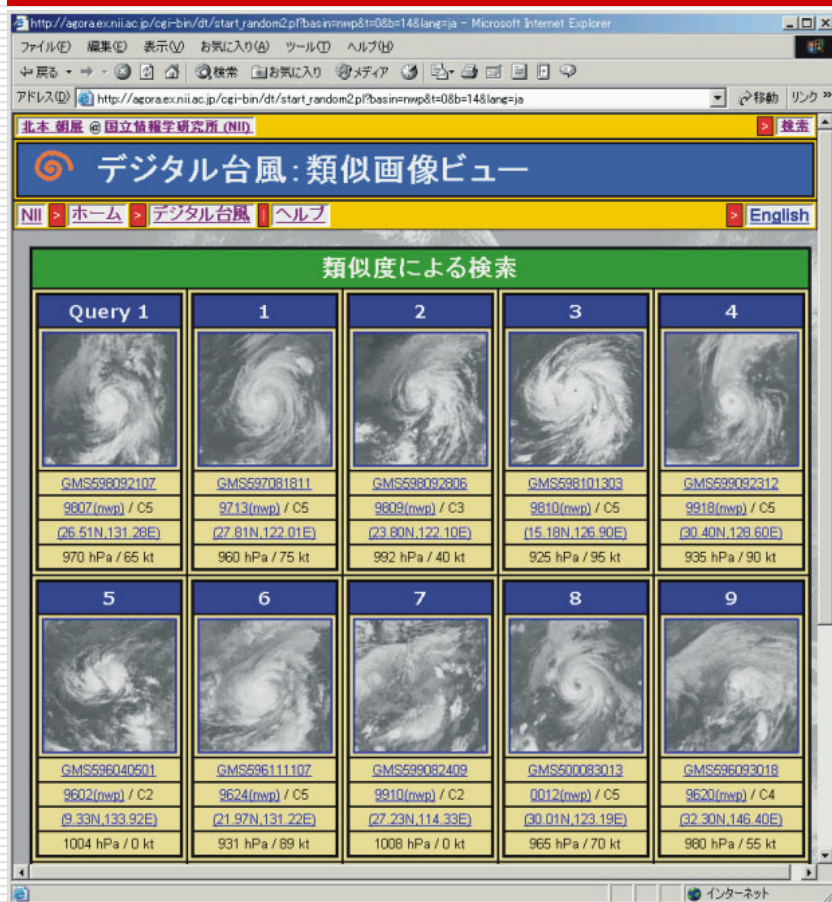 http://agora.ex.nii.ac.jp/cgi-bin/dt/start_random2.pl?basin=nwp&t=0&b=14&lang=ja - Microsoft Internet Explorer
ファイル(F) 編集(E) 表示(V) お気に入り(A) ツール(T) ヘルプ(H)
戻る 検索 お気に入り メディア
アドレス(D) http://agora.ex.nii.ac.jp/cgi-bin/dt/start_random2.pl?basin=nwp&t=0&b=14&lang=ja 移動 リンク »
北本 朝展 @ 国立情報学研究所 (NII) > 検索
デジタル台風:類似画像ビュー
NII > ホーム > デジタル台風 | ヘルプ > English
類似度による検索
Query 1 1 2 3 4
GMS598092107 GMS597081811 GMS598092806 GMS598101303 GMS599092312
9807(nwp) / C5 9713(nwp) / C5 9809(nwp) / C3 9810(nwp) / C5 9918(nwp) / C5
(26.51N,131.28E) (27.81N,122.01E) (23.80N,122.10E) (15.18N,126.90E) (30.40N,128.60E)
970 hPa / 65 kt 960 hPa / 75 kt 992 hPa / 40 kt 925 hPa / 95 kt 935 hPa / 90 kt
5 6 7 8 9
GMS596040501 GMS596111107 GMS599082409 GMS500083013 GMS596093018
9602(nwp) / C2 9624(nwp) / C5 9910(nwp) / C2 0012(nwp) / C5 9620(nwp) / C4
(9.33N,133.92E) (21.97N,131.22E) (27.23N,114.33E) (30.01N,123.19E) (32.30N,146.40E)
1004 hPa / 0 kt 931 hPa / 89 kt 1008 hPa / 0 kt 965 hPa / 70 kt 980 hPa / 55 kt
インターネット